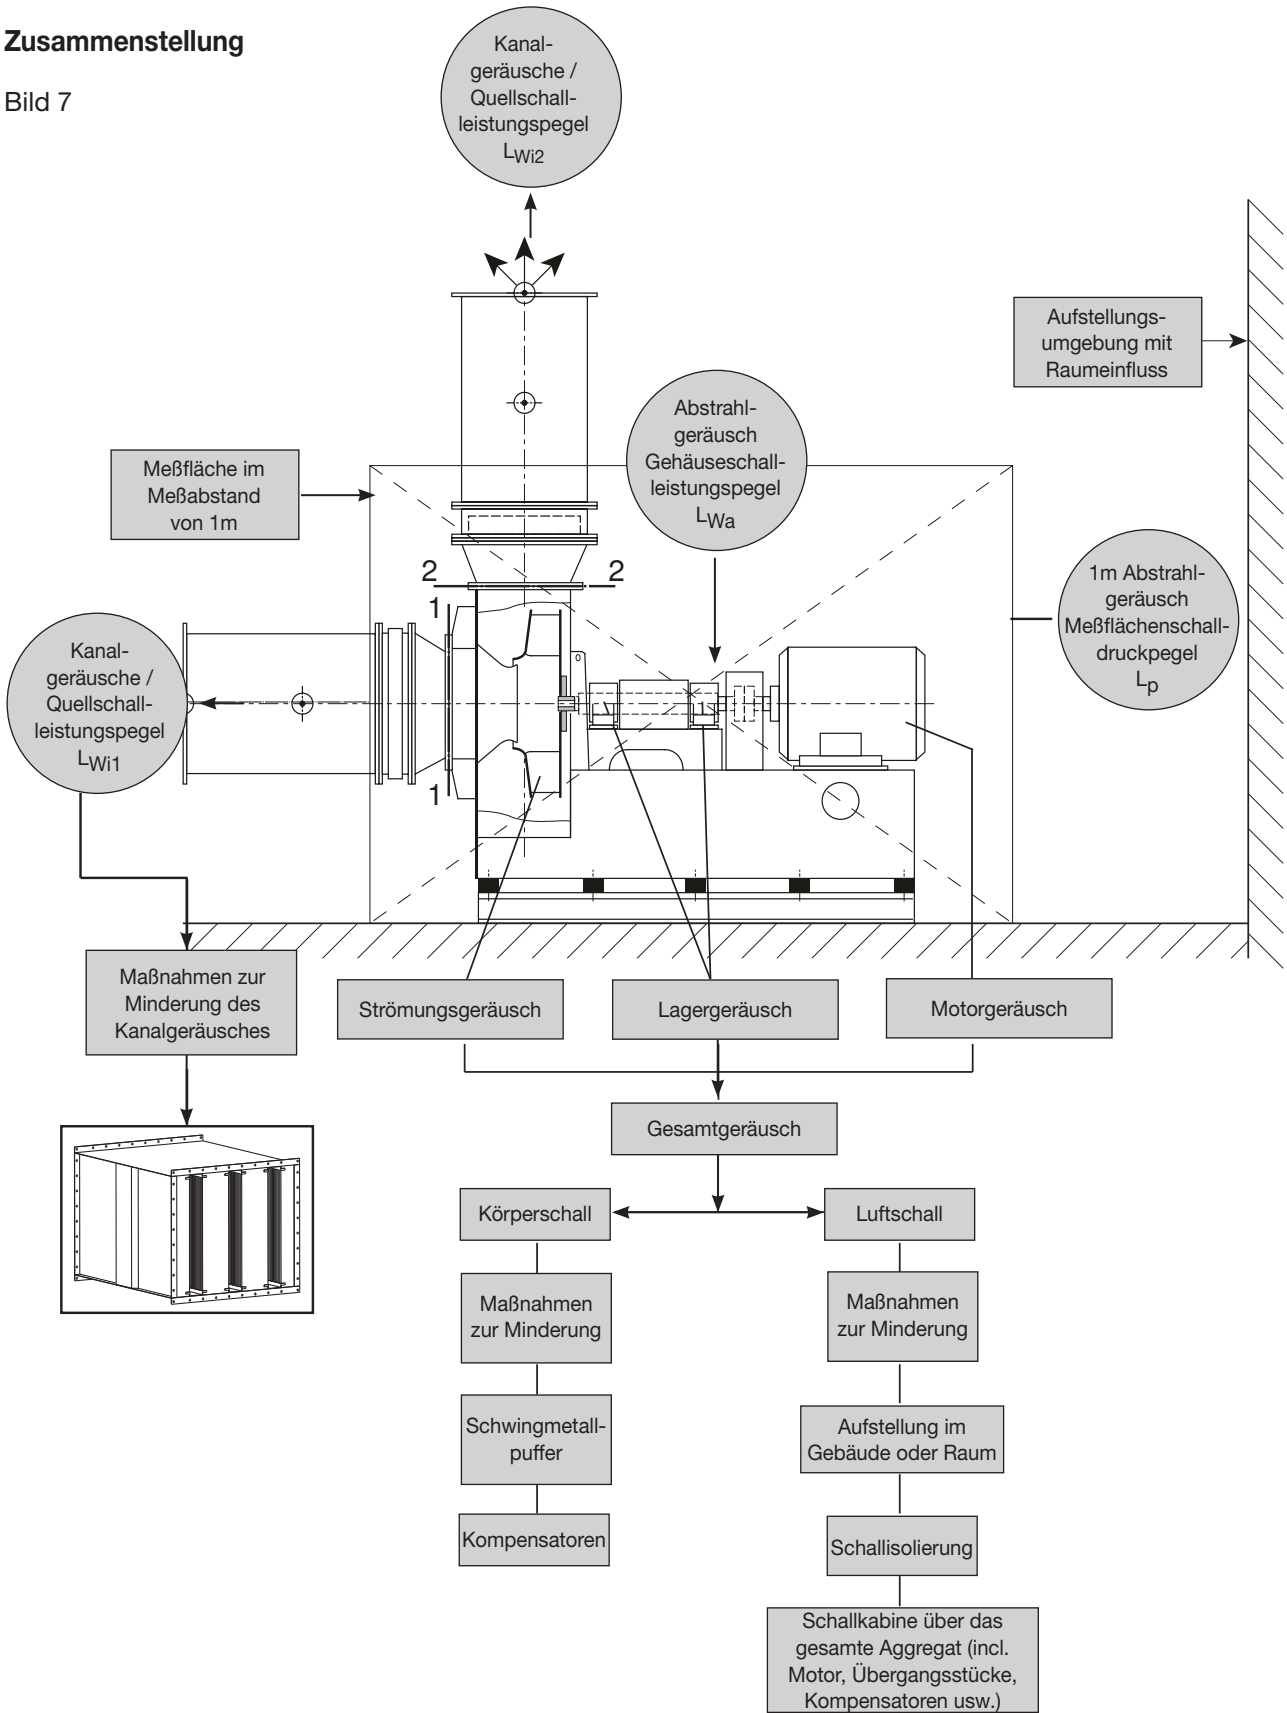 Zusammenstellung
Bild 7
Kanal-
geräusche /
Quellschall-
leistungspegel
LWi2
Aufstellungs-
umgebung mit
Raumeinfluss
Abstrahl-
geräusch
Gehäuseschall-
leistungspegel
LWa
Meßfläche im
Meßabstand
von 1m
1m Abstrahl-
geräusch
Meßflächenschall-
druckpegel
Lp
2 2
1
Kanal-
geräusche /
Quellschall-
leistungspegel
LWi1
1
Maßnahmen zur
Minderung des
Kanalgeräusches
Strömungsgeräusch
Lagergeräusch
Motorgeräusch
Gesamtgeräusch
Körperschall
Luftschall
Maßnahmen
zur Minderung
Maßnahmen
zur Minderung
Schwingmetall-
puffer
Aufstellung im
Gebäude oder Raum
Kompensatoren
Schallisolierung
Schallkabine über das
gesamte Aggregat (incl.
Motor, Übergangsstücke,
Kompensatoren usw.)